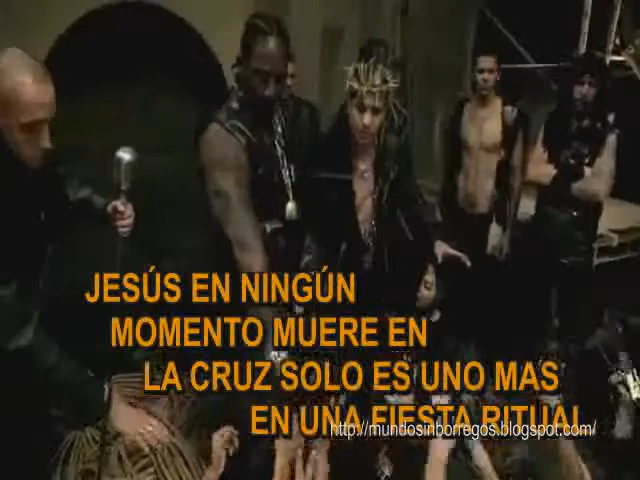 JESÚS EN NINGÚN
MOMENTO MUERE EN
LA CRUZ SOLO ES UNO MAS
EN UNA FIESTA RITUAL
http://mundosinborregos.blogspot.com/